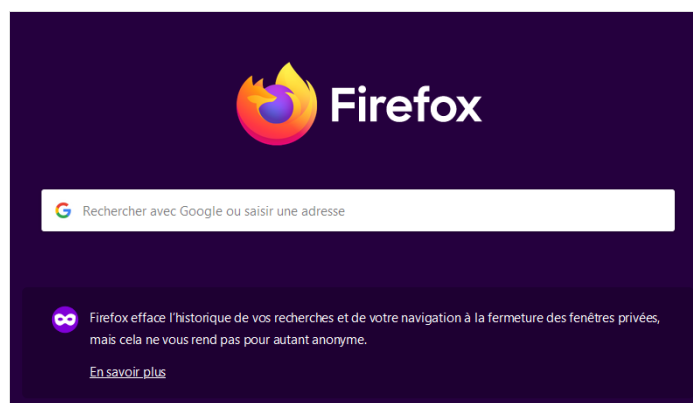 Firefox
Rechercher avec Google ou saisir une adresse
Firefox efface l’historique de vos recherches et de votre navigation à la fermeture des fenêtres privées,
mais cela ne vous rend pas pour autant anonyme.
En savoir plus